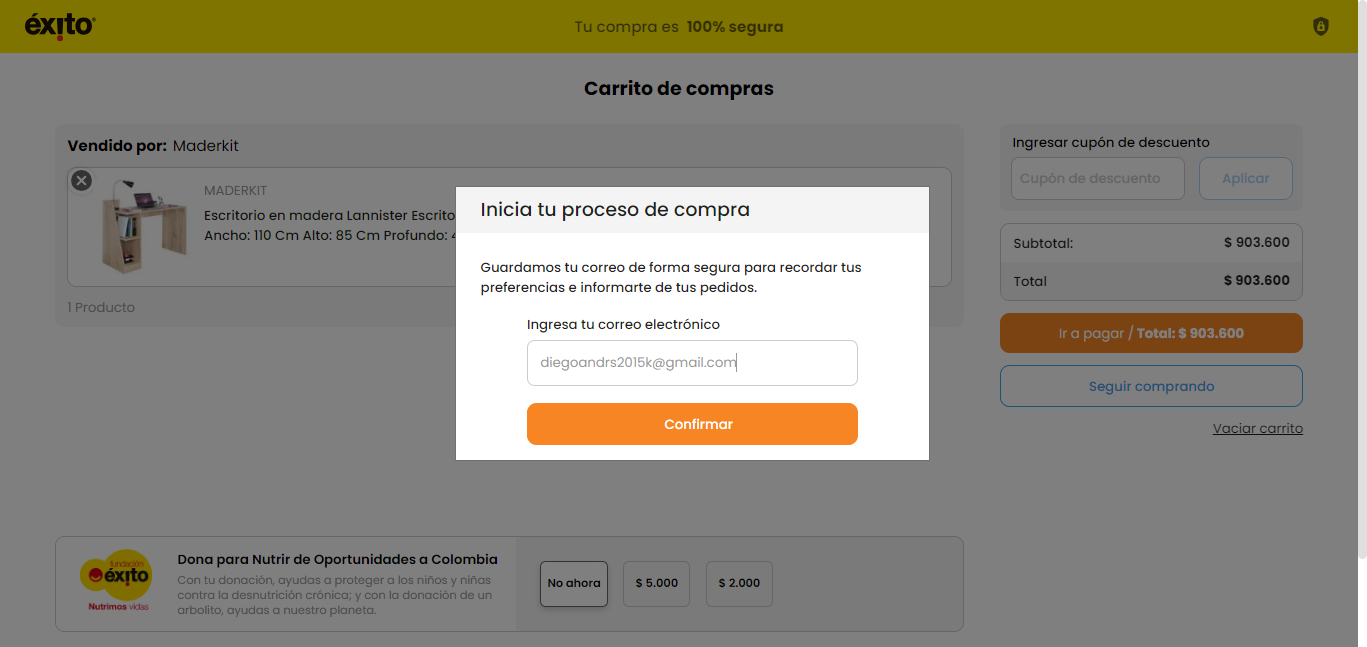 éxito
Tu compra es 100% segura
Carrito de compras
Vendido por: Maderkit
MADERKIT
Escritorio en madera Lannister Escrito
Ancho: 110 Cm Alto: 85 Cm Profundo: 4
1 Producto
Ingresar cupón de descuento
Cupón de descuento
Aplicar
Subtotal: $ 903.600
Total $ 903.600
Ir a pagar / Total: $ 903.600
Seguir comprando
Vaciar carrito
Inicia tu proceso de compra
Guardamos tu correo de forma segura para recordar tus
preferencias e informarte de tus pedidos.
Ingresa tu correo electrónico
diegoandrs2015k@gmail.com
Confirmar
fundación
éxito
Nutrimos vidas
Dona para Nutrir de Oportunidades a Colombia
Con tu donación, ayudas a proteger a los niños y niñas
contra la desnutrición crónica; y con la donación de un
arbolito, ayudas a nuestro planeta.
No ahora
$ 5.000
$ 2.000